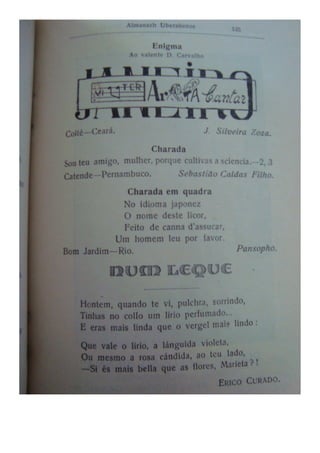 Almanach Uberabense
Enigma
Ao valente D. Carvalho
JANEIRO
Cantar
Coité—Ceará. J. Silveira Zoza.
Charada
Sou teu amigo, mulher, porque cultivas a sciencia.—2, 3
Catende—Pernambuco. Sebastião Caldas Filho.
Charada em quadra
No idioma japonez
O nome deste licor,
Feito de canna d'assucar,
Um homem leu por favor.
Bom Jardim—Rio. Pansopho.
NUM LEQUE
Hontem, quando te vi, pulchra, sorrindo,
Tinhas no collo um lirio perfumado...
E eras mais linda que o vergel mais lindo:
Que vale o lirio, a lánguida violeta,
Ou mesmo a rosa cándida, ao teu lado,
—Si és mais bella que as flores, Marieta?!
ERICO CURADO.